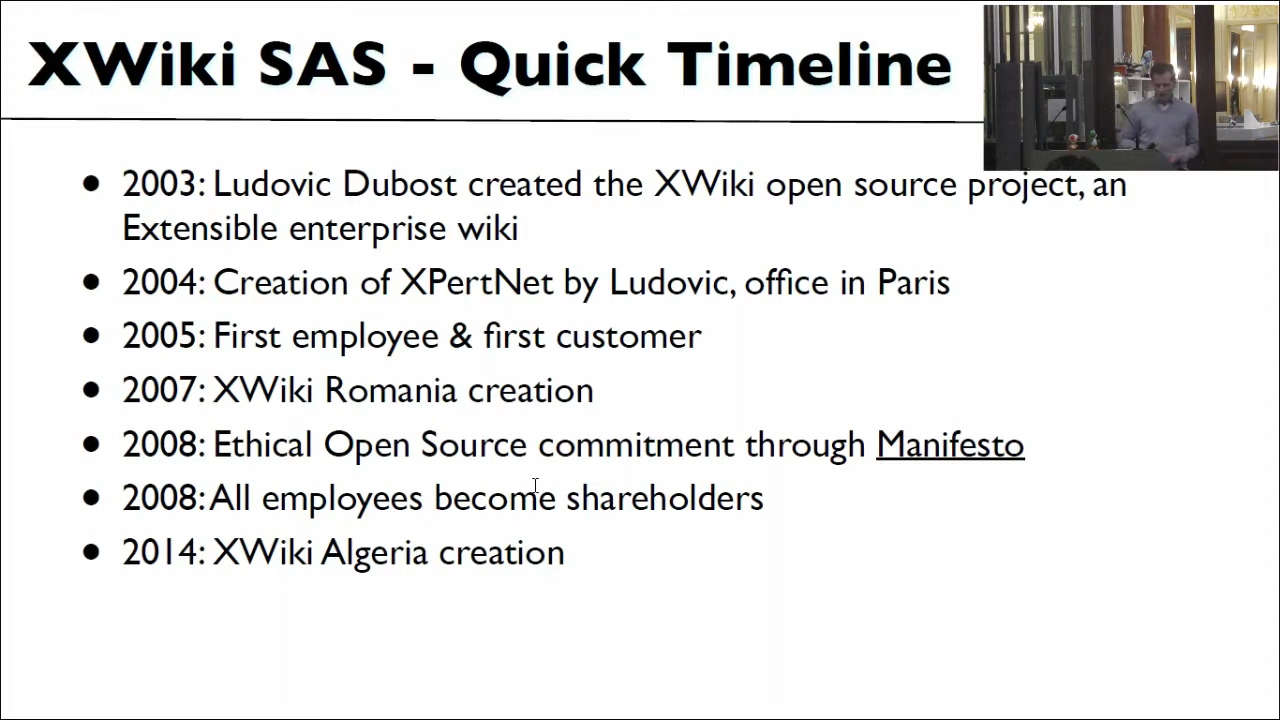 XWiki SAS - Quick Timeline
• 2003: Ludovic Dubost created the XWiki open source project, an
Extensible enterprise wiki
• 2004: Creation of XPertNet by Ludovic, office in Paris
• 2005: First employee & first customer
• 2007: XWiki Romania creation
• 2008: Ethical Open Source commitment through Manifesto
• 2008: All employees become shareholders
• 2014: XWiki Algeria creation